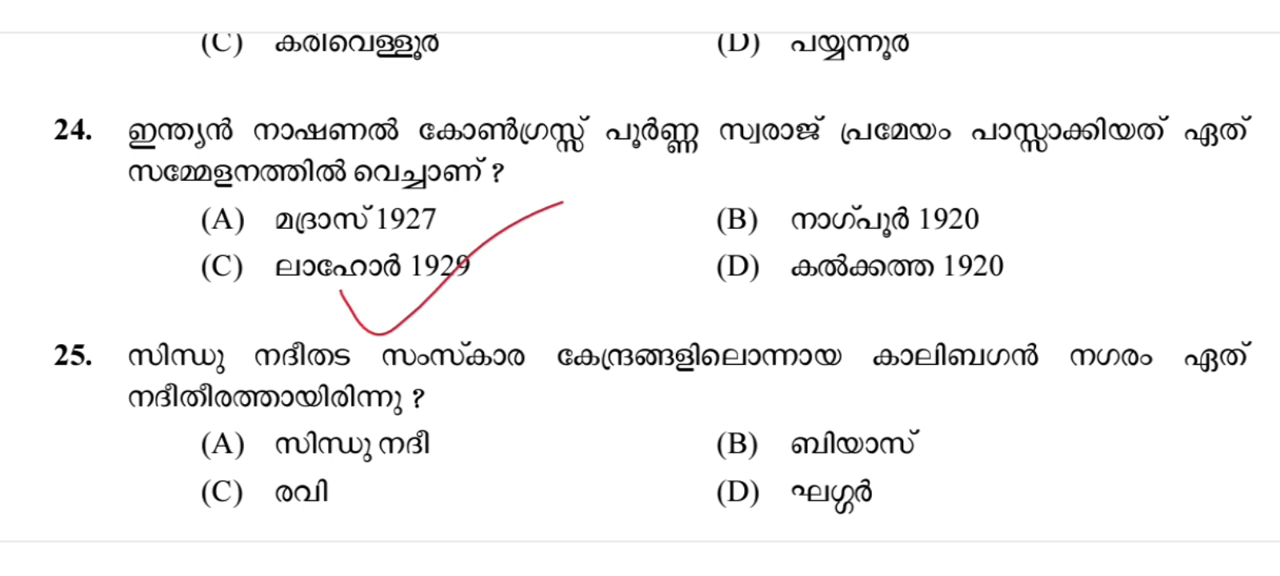 (C) കരിവെള്ളൂർ (D) പയ്യന്നൂർ
24. ഇന്ത്യൻ നാഷണൽ കോൺഗ്രസ്സ് പൂർണ്ണ സ്വരാജ് പ്രമേയം പാസ്സാക്കിയത് ഏത്
സമ്മേളനത്തിൽ വെച്ചാണ് ?
(A) മദ്രാസ് 1927 (B) നാഗ്പൂർ 1920
(C) ലാഹോർ 1929 (D) കൽക്കത്ത 1920
25. സിന്ധു നദീതട സംസ്കാര കേന്ദ്രങ്ങളിലൊന്നായ കാലിബഗൻ നഗരം ഏത്
നദീതീരത്തായിരിന്നു ?
(A) സിന്ധു നദീ (B) ബിയാസ്
(C) രവി (D) ഘഗ്ഗർ